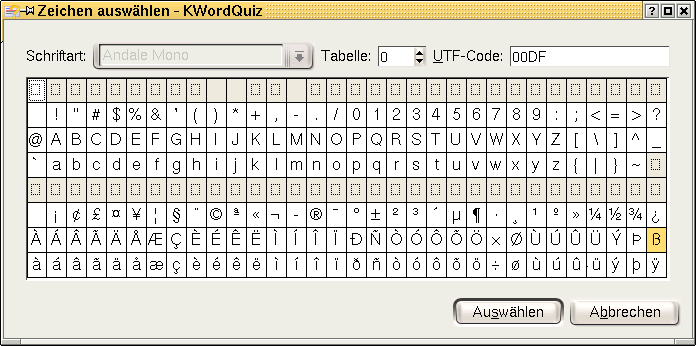 Zeichen auswählen - KWordQuiz
Schriftart: Andale Mono Tabelle: 0 UTF-Code: 00DF
! " # $ % & ' ( ) * + , - . / 0 1 2 3 4 5 6 7 8 9 : ; < = > ?
@ A B C D E F G H I J K L M N O P Q R S T U V W X Y Z [ \ ] ^ _
` a b c d e f g h i j k l m n o p q r s t u v w x y z { | } ~
¡ ¢ £ ¤ ¥ ¦ § ¨ © ª « ¬ - ® ¯ ° ± ² ³ ´ µ ¶ · ¸ ¹ º » ¼ ½ ¾ ¿
À Á Â Ã Ä Å Æ Ç È É Ê Ë Ì Í Î Ï Ð Ñ Ò Ó Ô Õ Ö × Ø Ù Ú Û Ü Ý Þ ß
à á â ã ä å æ ç è é ê ë ì í î ï ð ñ ò ó ô õ ö ÷ ø ù ú û ü ý þ ÿ
Auswählen Abbrechen